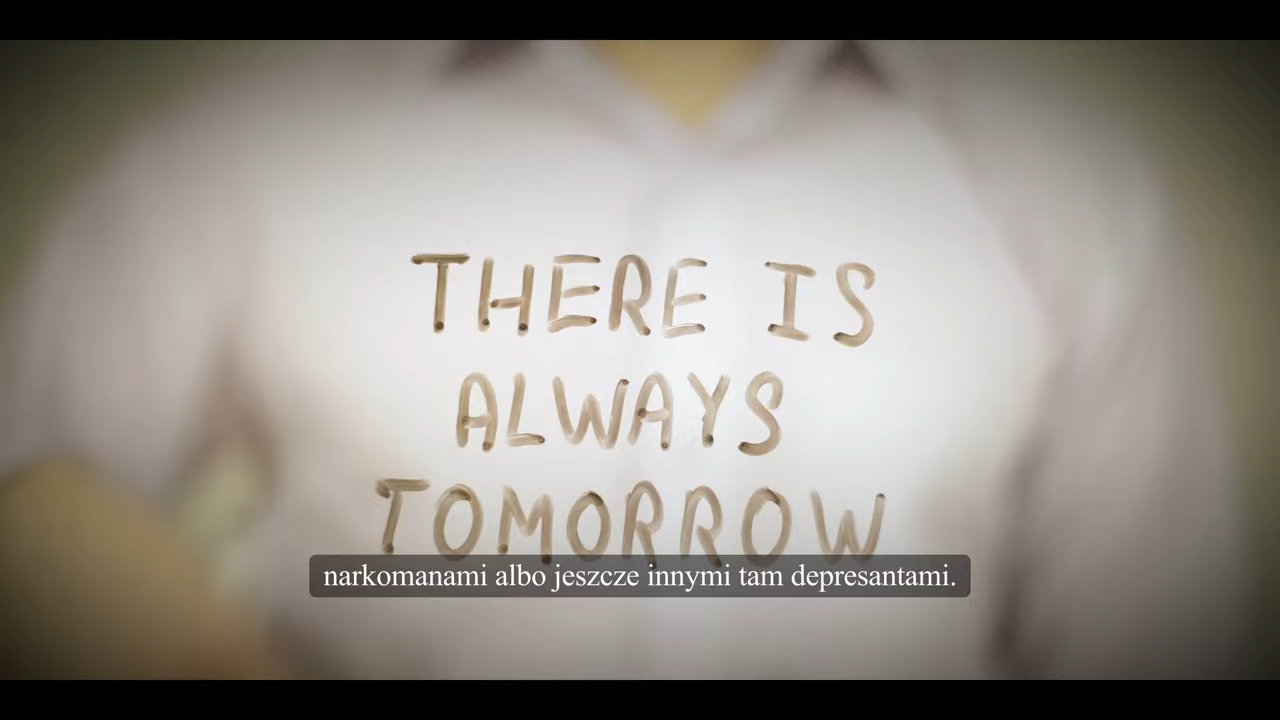 THERE IS
ALWAYS
TOMORROW
narkomanami albo jeszcze innymi tam depresantami.